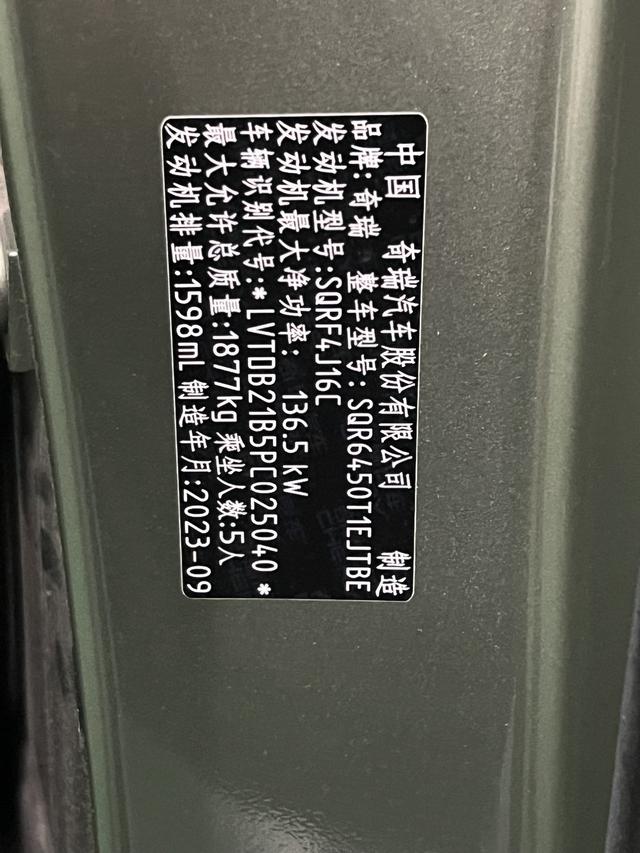 中国 奇瑞汽车股份有限公司 制造
品牌:奇瑞 整车型号:SQR6450T1EJTBE
发动机型号:SQRF4J16C
发动机最大净功率: 136.5 kW
车辆识别代号:*LVTDB21B5PC025040*
最大允许总质量:1877kg 乘坐人数:5人
发动机排量:1598mL 制造年月:2023-09